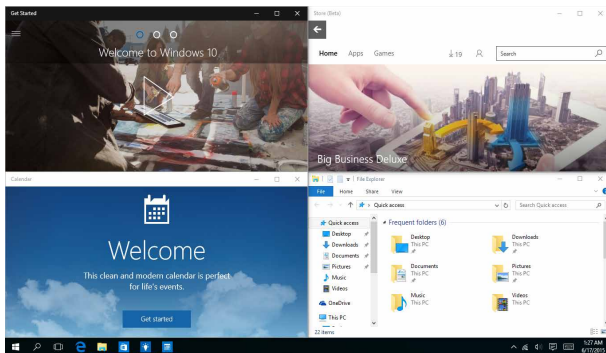 Get Started
Welcome to Windows 10
Store (Beta)
Home Apps Games 19 Search
Big Business Deluxe
Calendar
Welcome
This clean and modern calendar is perfect
for life's events.
Get started
File Explorer
File Home Share View
Quick access Search Quick access
Quick access
Desktop
Downloads
Documents
Pictures
Music
Videos
OneDrive
This PC
22 items
Frequent folders (6)
Desktop
This PC
Downloads
This PC
Documents
This PC
Pictures
This PC
Music
This PC
Videos
This PC
1:27 AM
6/17/2015